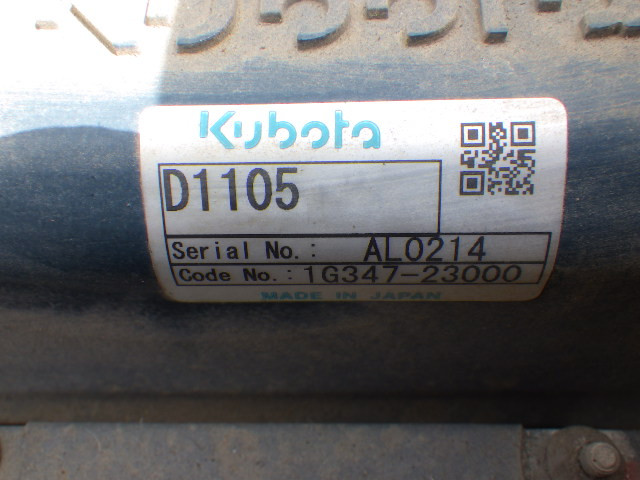 Kubota
D1105
Serial No.: AL0214
Code No.: 1G347-23000
MADE IN JAPAN